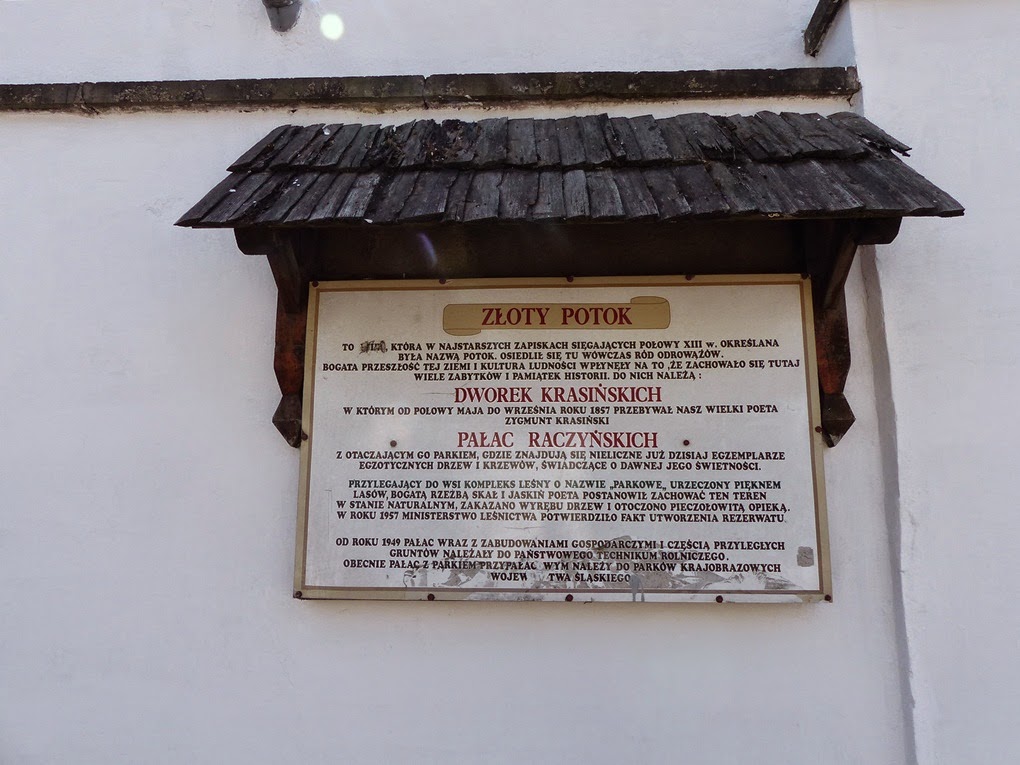 ZŁOTY POTOK
TO KTÓRA W NAJSTARSZYCH ZAPISKACH SIĘGAJĄCYCH POŁOWY XIII w. OKREŚLANA
BYŁA NAZWĄ POTOK. OSIEDLIŁ SIĘ TU WÓWCZAS RÓD ODROWĄŻÓW.
BOGATA PRZESZŁOŚĆ TEJ ZIEMI I KULTURA LUDNOŚCI WPŁYNĘŁY NA TO ,ŻE ZACHOWAŁO SIĘ TUTAJ
WIELE ZABYTKÓW I PAMIĄTEK HISTORII. DO NICH NALEŻĄ :
DWOREK KRASIŃSKICH
W KTÓRYM OD POŁOWY MAJA DO WRZEŚNIA ROKU 1857 PRZEBYWAŁ NASZ WIELKI POETA
ZYGMUNT KRASIŃSKI
PAŁAC RACZYŃSKICH
Z OTACZAJĄCYM GO PARKIEM, GDZIE ZNAJDUJĄ SIĘ NIELICZNE JUŻ DZISIAJ EGZEMPLARZE
EGZOTYCZNYCH DRZEW I KRZEWÓW, ŚWIADCZĄCE O DAWNEJ JEGO ŚWIETNOŚCI.
PRZYLEGAJĄCY DO WSI KOMPLEKS LEŚNY O NAZWIE „PARKOWE„ URZECZONY PIĘKNEM
LASÓW, BOGATĄ RZEŹBĄ SKAŁ I JASKIŃ POETA POSTANOWIŁ ZACHOWAĆ TEN TEREN
W STANIE NATURALNYM, ZAKAZANO WYRĘBU DRZEW I OTOCZONO PIECZOŁOWITĄ OPIEKĄ.
W ROKU 1957 MINISTERSTWO LEŚNICTWA POTWIERDZIŁO FAKT UTWORZENIA REZERWATU
OD ROKU 1949 PAŁAC WRAZ Z ZABUDOWANIAMI GOSPODARCZYMI I CZĘŚCIĄ PRZYLEGŁYCH
GRUNTÓW NALEŻAŁY DO PAŃSTWOWEGO TECHNIKUM ROLNICZEGO.
OBECNIE PAŁAC Z PARKIEM PRZYPAŁAC WYM NALEŻY DO PARKÓW KRAJOBRAZOWYCH
WOJEW TWA ŚLĄSKIEGO